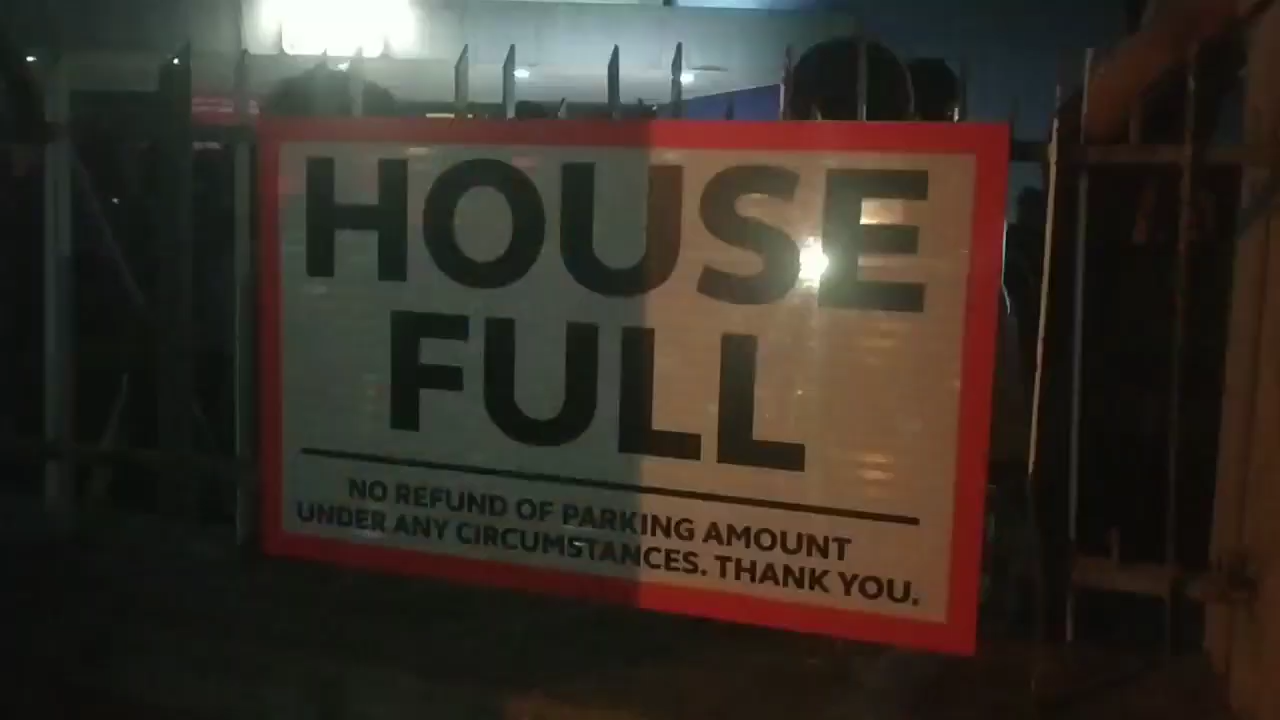 HOUSE
FULL
NO REFUND OF PARKING AMOUNT
UNDER ANY CIRCUMSTANCES. THANK YOU.